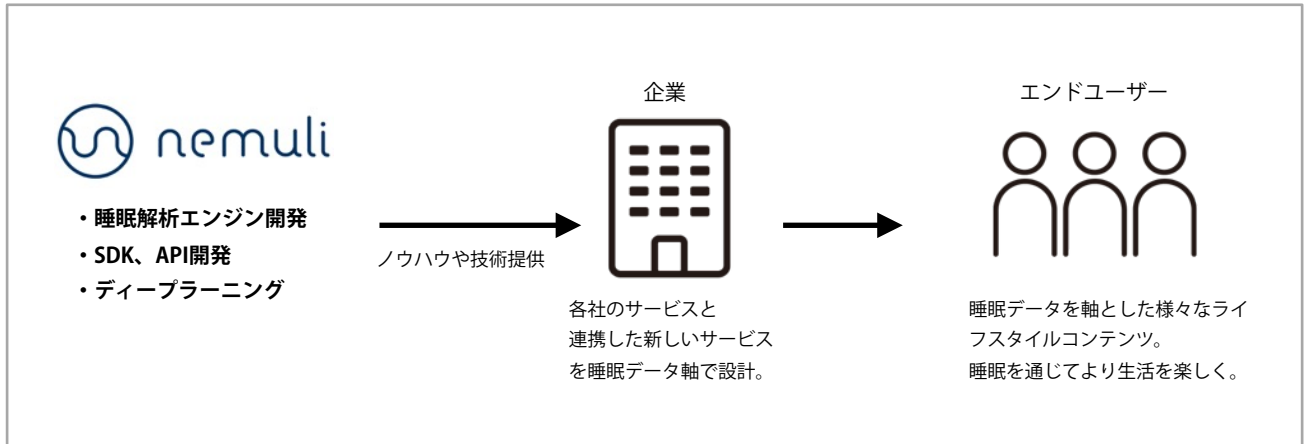 nemuli
・睡眠解析エンジン開発
・SDK、API開発
・ディープラーニング
ノウハウや技術提供
企業
各社のサービスと
連携した新しいサービス
を睡眠データ軸で設計。
エンドユーザー
睡眠データを軸とした様々なライ
フスタイルコンテンツ。
睡眠を通じてより生活を楽しく。